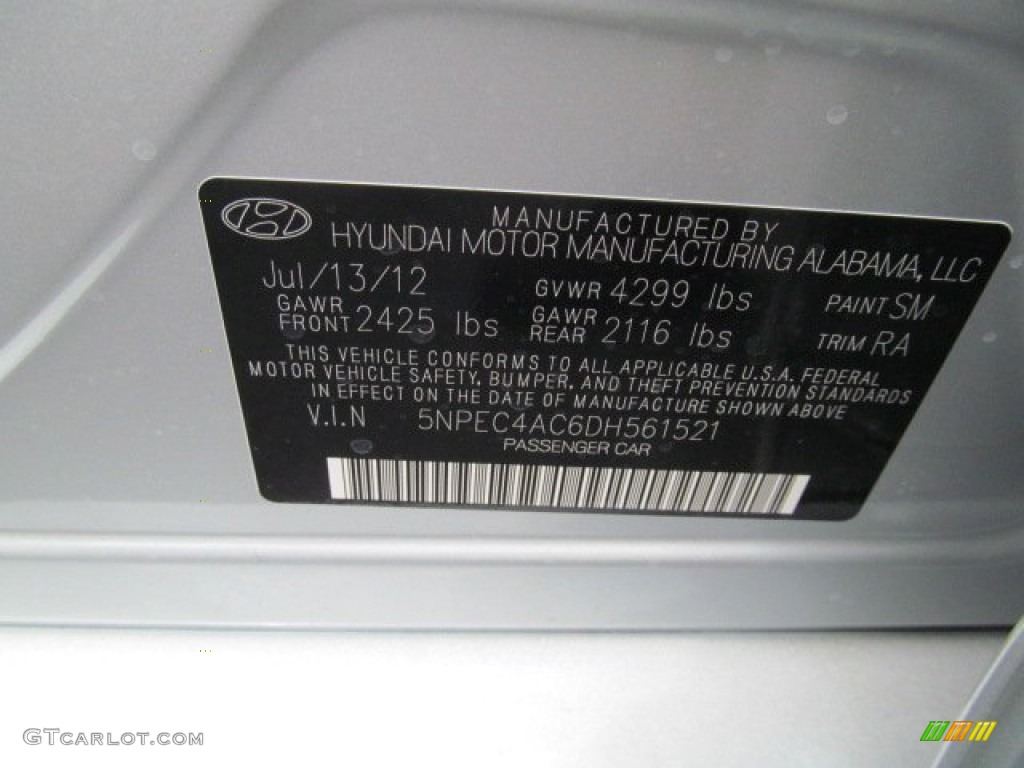 MANUFACTURED BY
HYUNDAI MOTOR MANUFACTURING ALABAMA, LLC
Jul/13/12 GVWR 4299 lbs PAINT SM
GAWR FRONT 2425 lbs GAWR REAR 2116 lbs TRIM RA
THIS VEHICLE CONFORMS TO ALL APPLICABLE U.S.A. FEDERAL
MOTOR VEHICLE SAFETY, BUMPER, AND THEFT PREVENTION STANDARDS
IN EFFECT ON THE DATE OF MANUFACTURE SHOWN ABOVE
V.I.N 5NPEC4AC6DH561521
PASSENGER CAR
GTCARLOT.COM